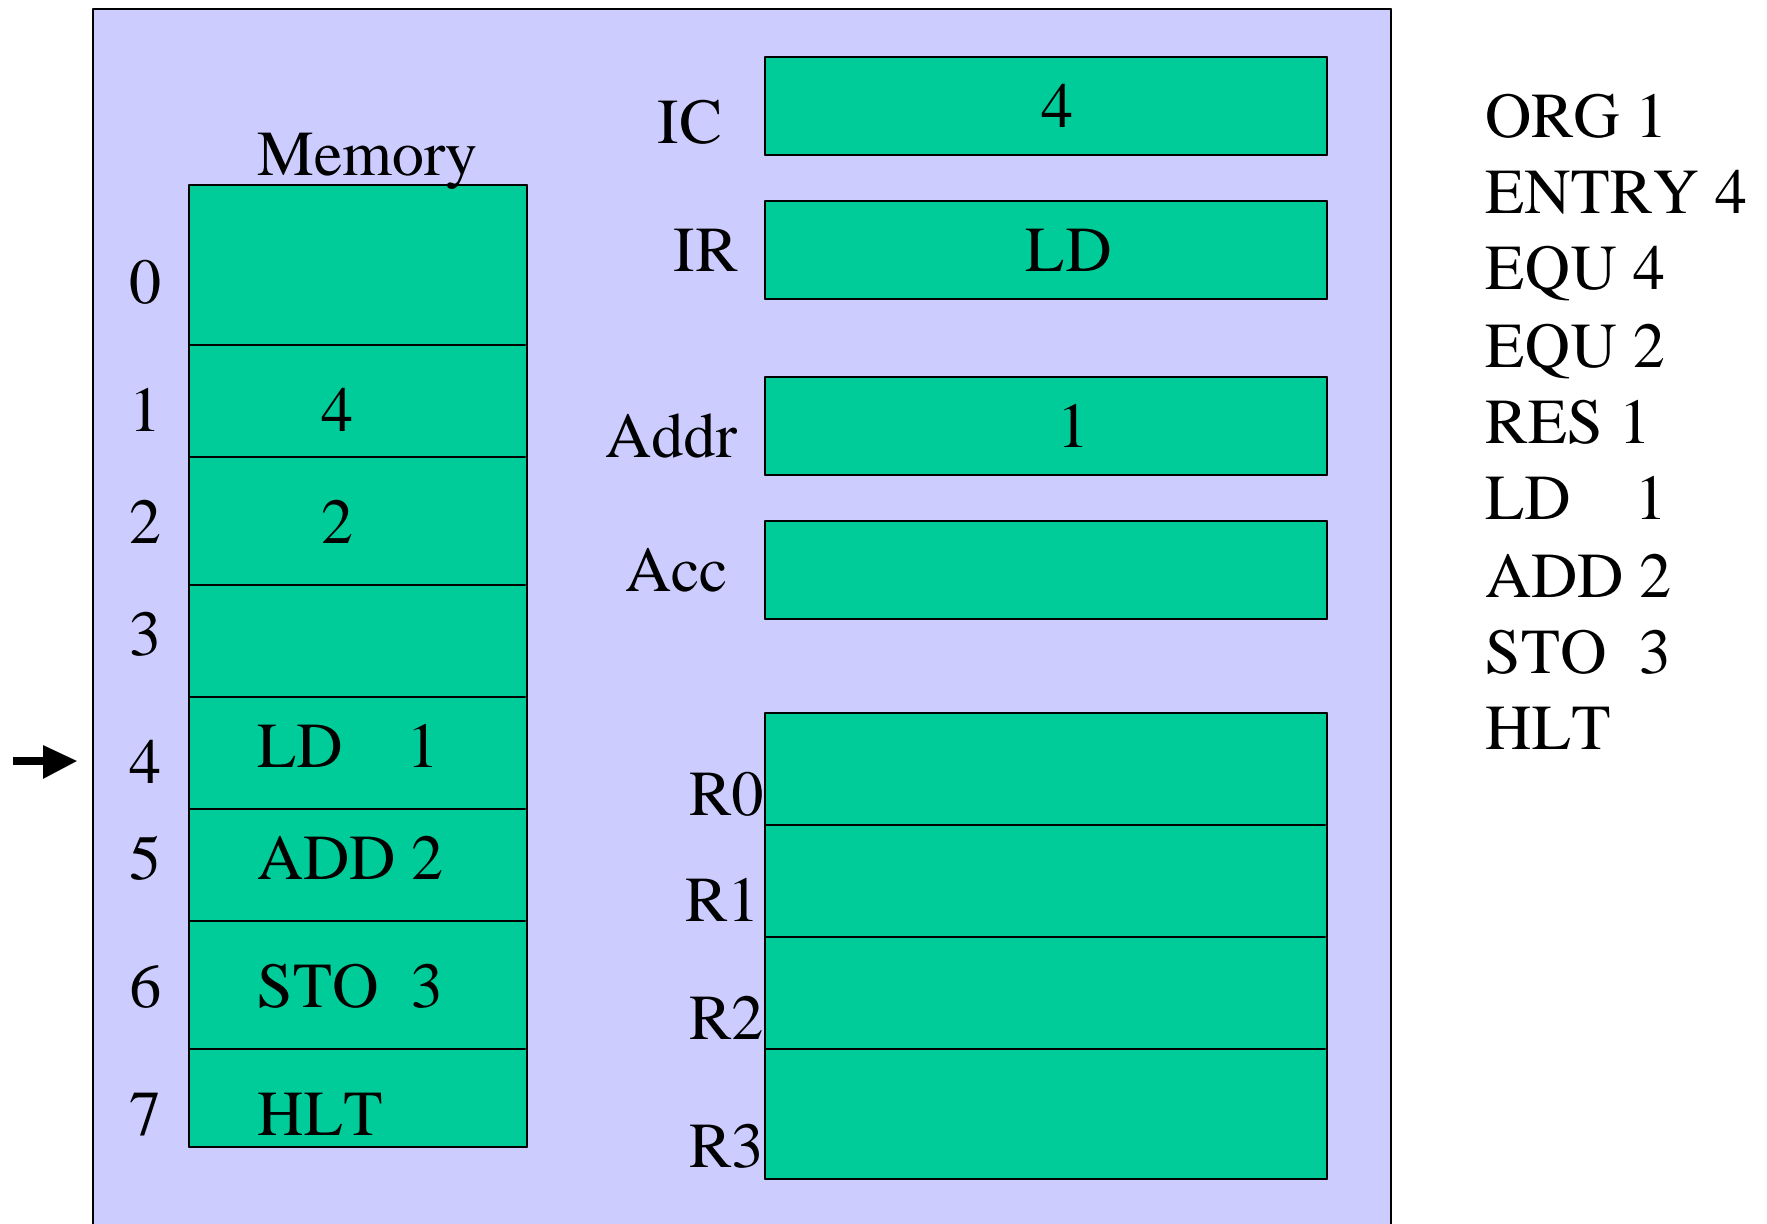 Memory
0
1 4
2 2
3
4 LD 1
5 ADD 2
6 STO 3
7 HLT
IC 4
IR LD
Addr 1
Acc
R0
R1
R2
R3
ORG 1
ENTRY 4
EQU 4
EQU 2
RES 1
LD 1
ADD 2
STO 3
HLT